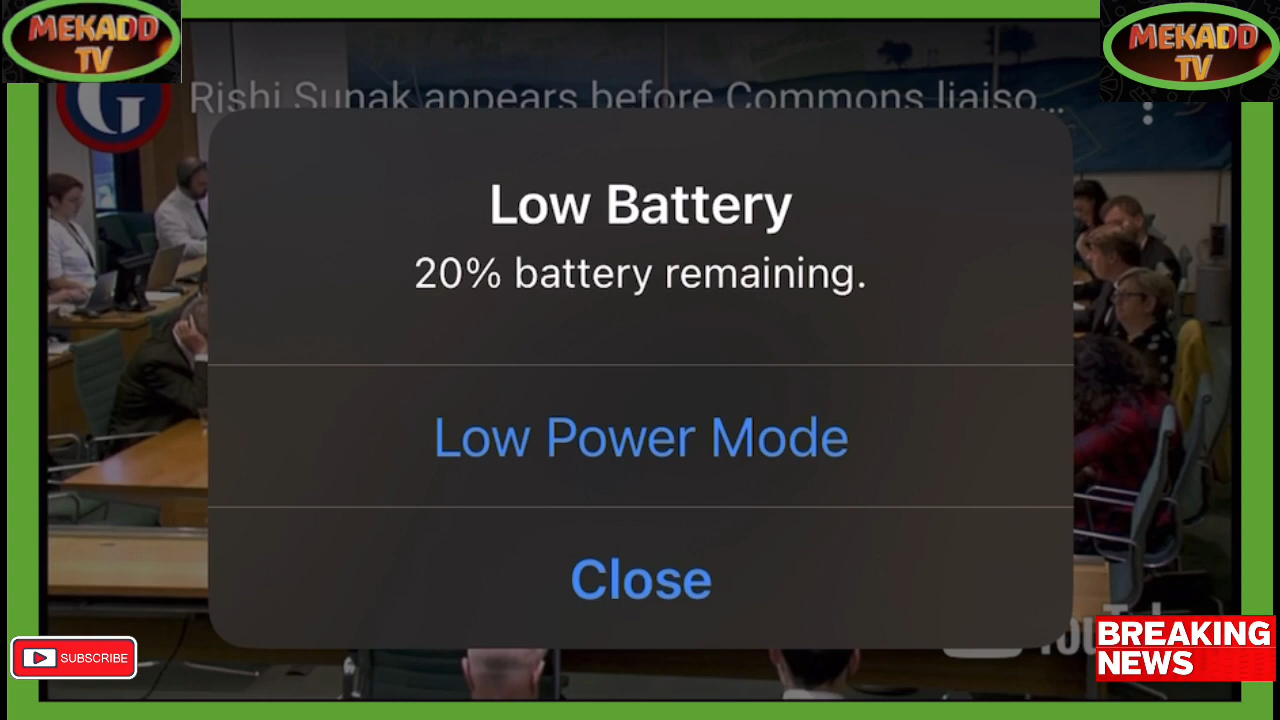 MEKADD
TV
MEKADD
TV
G
Rishi Sunak appears before Commons liaiso...
Low Battery
20% battery remaining.
Low Power Mode
Close
SUBSCRIBE
BREAKING
NEWS